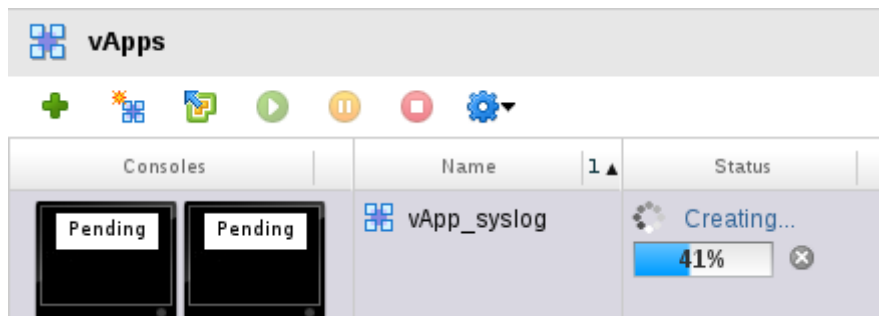 vApps
Consoles Name 1▲ Status
Pending Pending vApp_syslog Creating...
41%